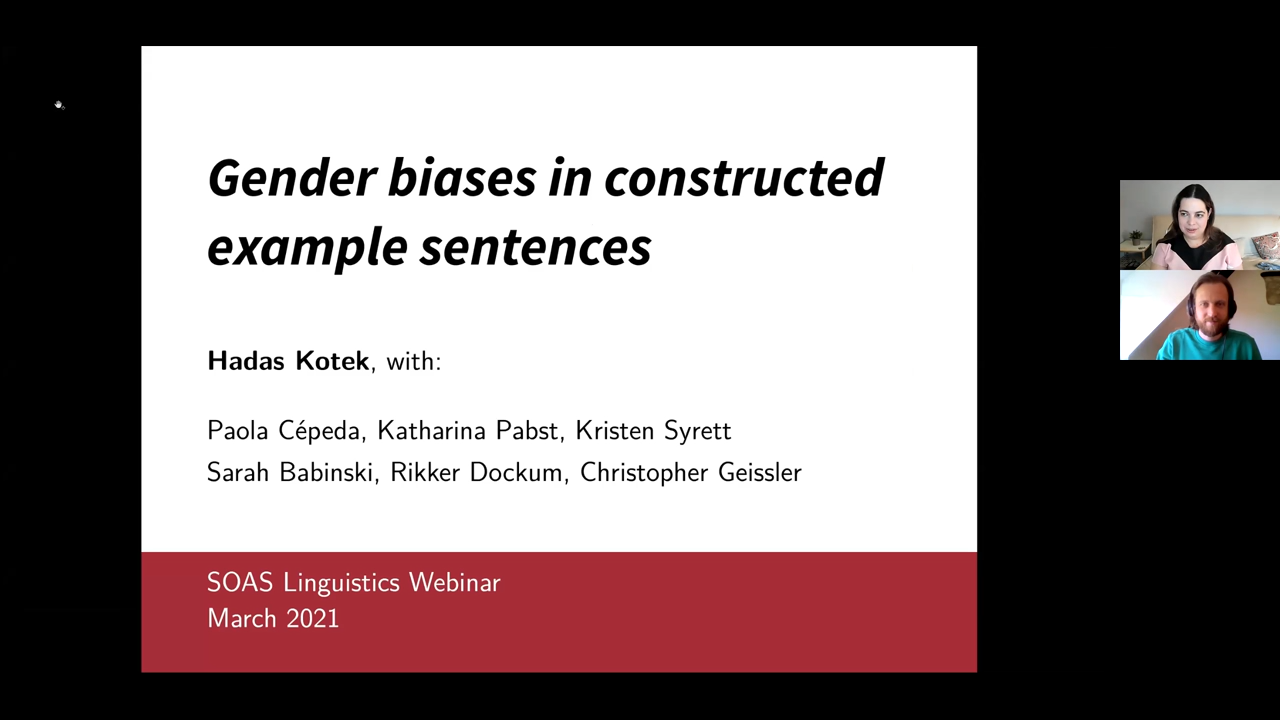 Gender biases in constructed
example sentences
Hadas Kotek, with:
Paola Cépeda, Katharina Pabst, Kristen Syrett
Sarah Babinski, Rikker Dockum, Christopher Geissler
SOAS Linguistics Webinar
March 2021